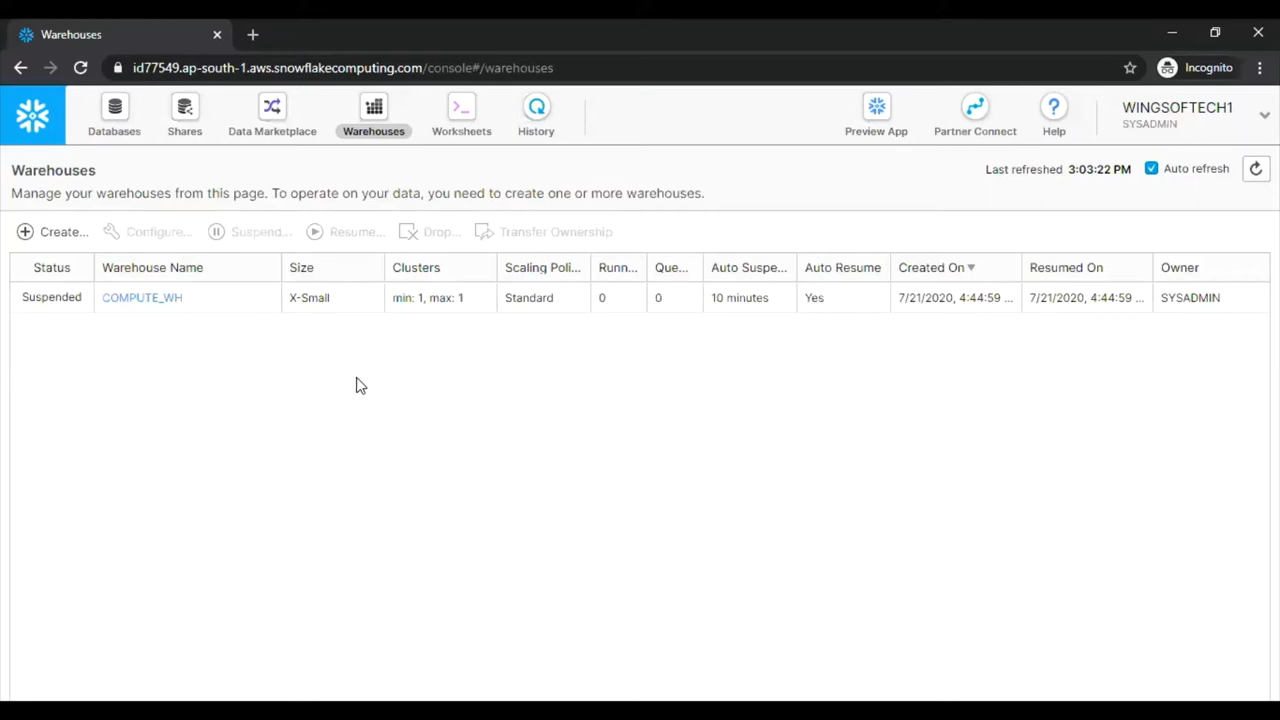 Warehouses
id77549.ap-south-1.aws.snowflakecomputing.com/console#/warehouses
Incognito
Databases
Shares
Data Marketplace
Warehouses
Worksheets
History
Preview App
Partner Connect
Help
WINGSOFTECH1
SYSADMIN
Warehouses
Last refreshed 3:03:22 PM
Auto refresh
Manage your warehouses from this page. To operate on your data, you need to create one or more warehouses.
Create... Configure... Suspend... Resume... Drop... Transfer Ownership
Status Warehouse Name Size Clusters Scaling Poli... Runn... Que... Auto Suspe... Auto Resume Created On Resumed On Owner
Suspended COMPUTE_WH X-Small min: 1, max: 1 Standard 0 0 10 minutes Yes 7/21/2020, 4:44:59 ... 7/21/2020, 4:44:59 ... SYSADMIN